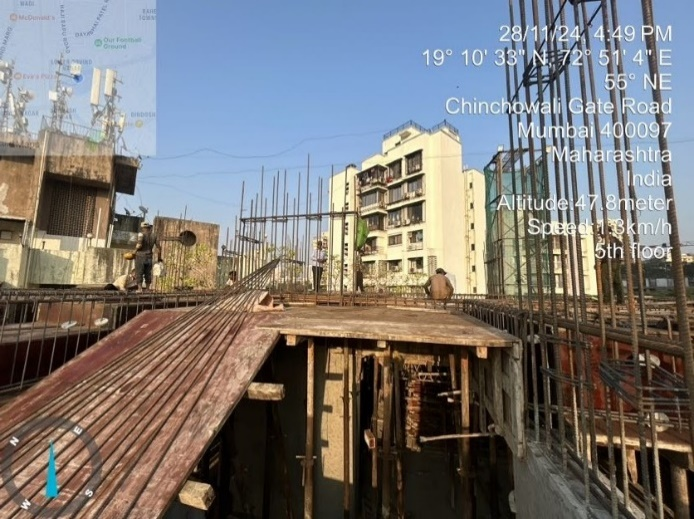 28/11/24, 4:49 PM
19° 10' 33" N, 72° 51' 4" E
55° NE
Chinchowali Gate Road
Mumbai 400097
Maharashtra
India
Altitude:47.8meter
Speed:1.3km/h
5th floor
McDonald's
Our Football
Ground
N
E
W
S